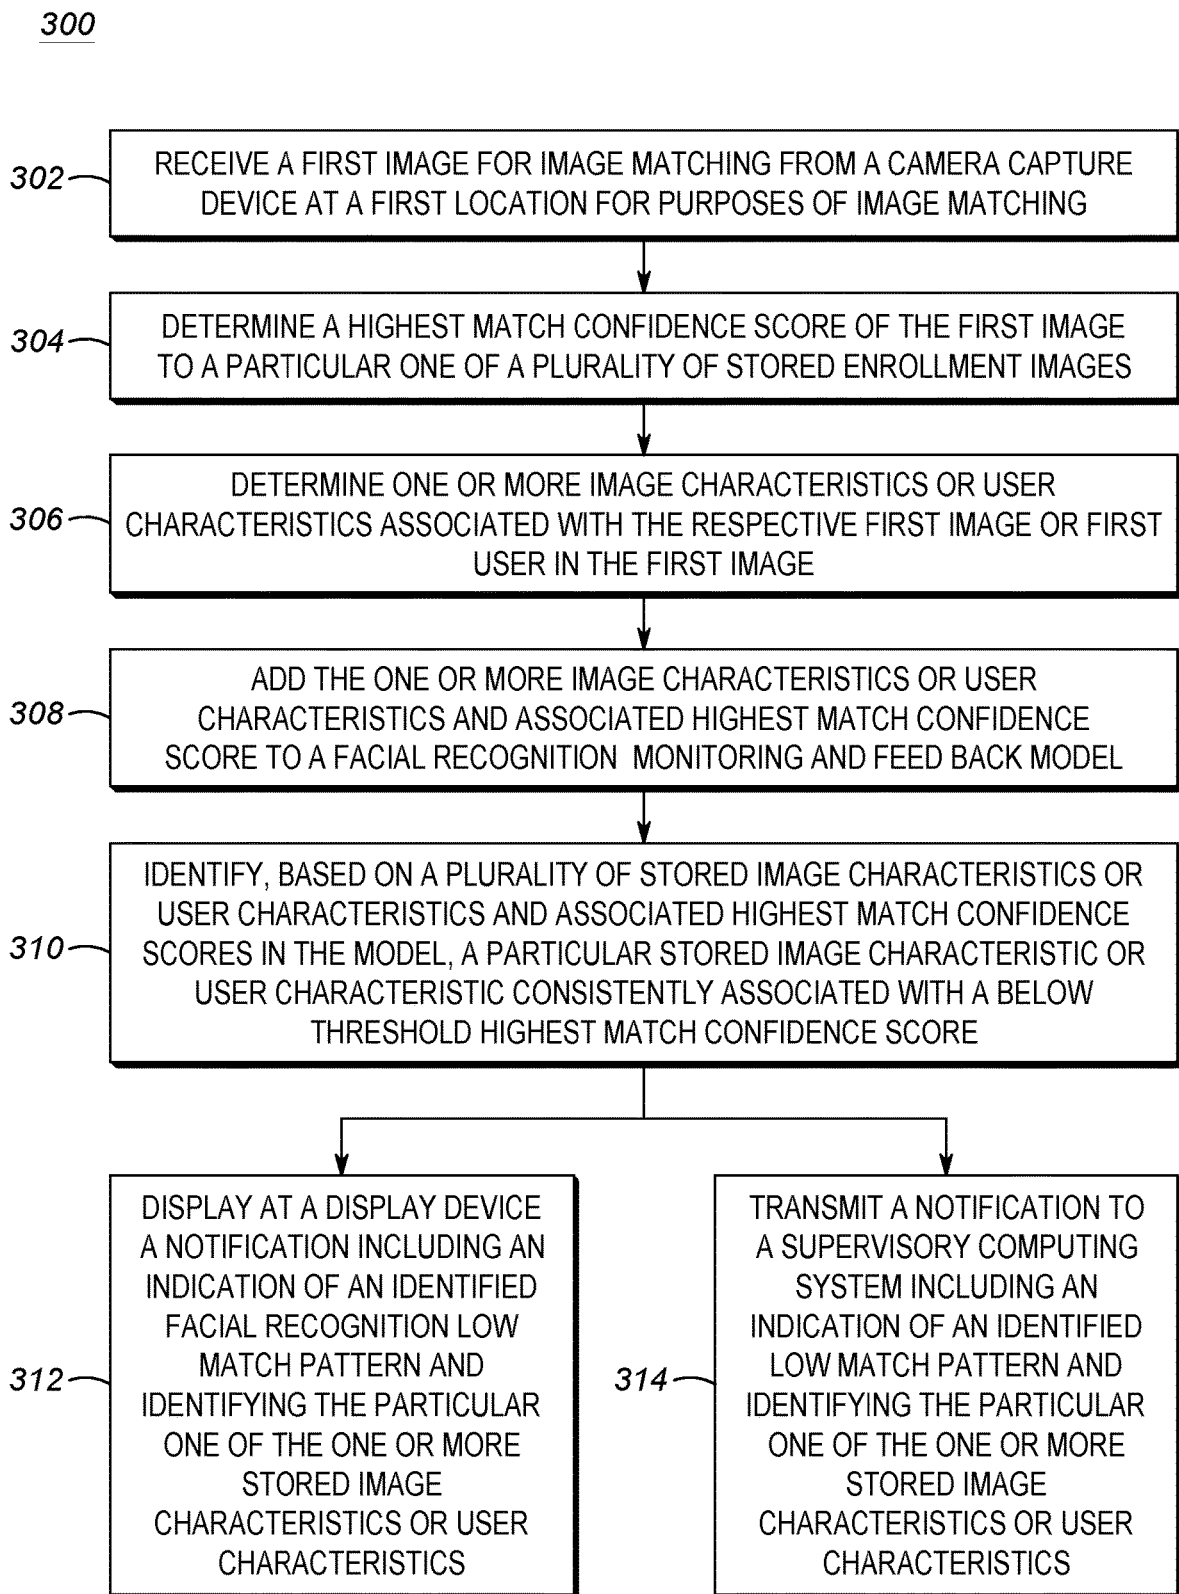 300
302
RECEIVE A FIRST IMAGE FOR IMAGE MATCHING FROM A CAMERA CAPTURE
DEVICE AT A FIRST LOCATION FOR PURPOSES OF IMAGE MATCHING
304
DETERMINE A HIGHEST MATCH CONFIDENCE SCORE OF THE FIRST IMAGE
TO A PARTICULAR ONE OF A PLURALITY OF STORED ENROLLMENT IMAGES
306
DETERMINE ONE OR MORE IMAGE CHARACTERISTICS OR USER
CHARACTERISTICS ASSOCIATED WITH THE RESPECTIVE FIRST IMAGE OR FIRST
USER IN THE FIRST IMAGE
308
ADD THE ONE OR MORE IMAGE CHARACTERISTICS OR USER
CHARACTERISTICS AND ASSOCIATED HIGHEST MATCH CONFIDENCE
SCORE TO A FACIAL RECOGNITION MONITORING AND FEED BACK MODEL
310
IDENTIFY, BASED ON A PLURALITY OF STORED IMAGE CHARACTERISTICS OR
USER CHARACTERISTICS AND ASSOCIATED HIGHEST MATCH CONFIDENCE
SCORES IN THE MODEL, A PARTICULAR STORED IMAGE CHARACTERISTIC OR
USER CHARACTERISTIC CONSISTENTLY ASSOCIATED WITH A BELOW
THRESHOLD HIGHEST MATCH CONFIDENCE SCORE
312
DISPLAY AT A DISPLAY DEVICE
A NOTIFICATION INCLUDING AN
INDICATION OF AN IDENTIFIED
FACIAL RECOGNITION LOW
MATCH PATTERN AND
IDENTIFYING THE PARTICULAR
ONE OF THE ONE OR MORE
STORED IMAGE
CHARACTERISTICS OR USER
CHARACTERISTICS
314
TRANSMIT A NOTIFICATION TO
A SUPERVISORY COMPUTING
SYSTEM INCLUDING AN
INDICATION OF AN IDENTIFIED
LOW MATCH PATTERN AND
IDENTIFYING THE PARTICULAR
ONE OF THE ONE OR MORE
STORED IMAGE
CHARACTERISTICS OR USER
CHARACTERISTICS